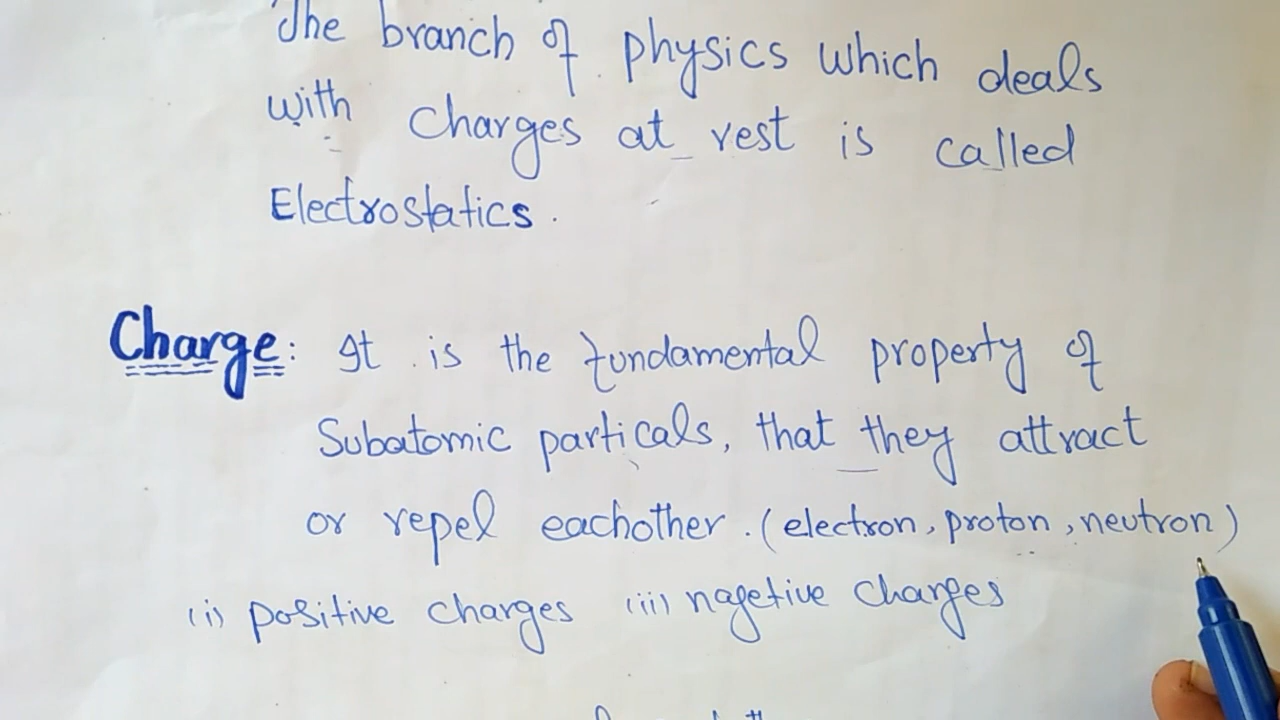 The branch of physics which deals
with charges at rest is called
Electrostatics.
Charge: It is the fundamental property of
Subatomic particals, that they attract
or repel eachother. (electron, proton, neutron)
(i) positive charges (ii) nagetive charges